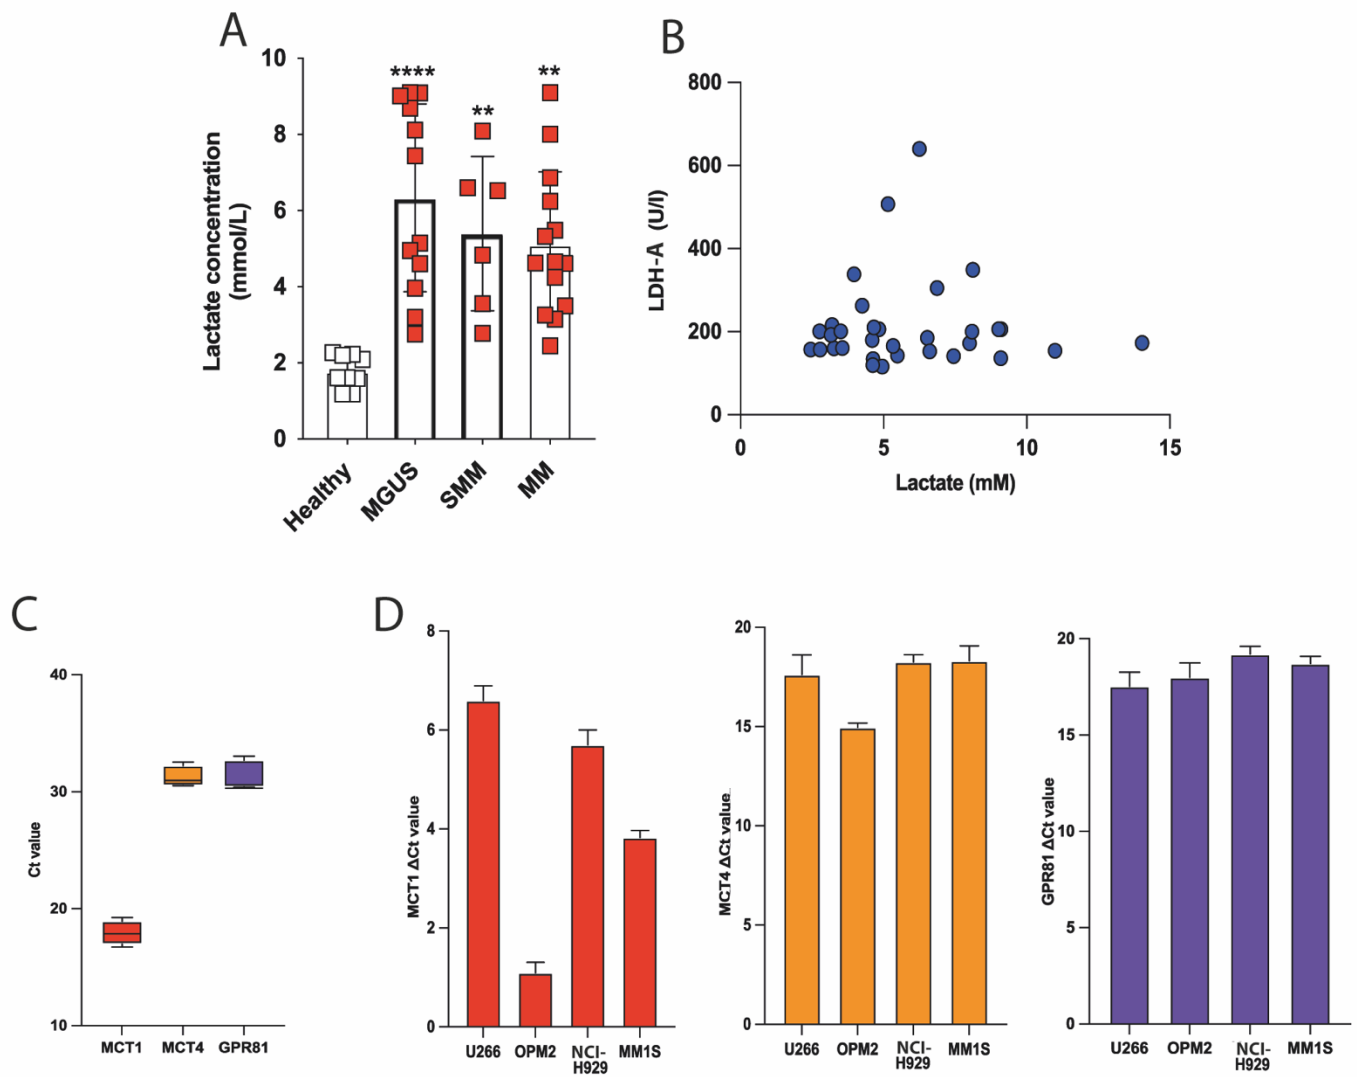 A
Lactate concentration
(mmol/L)
10
8
6
4
2
0
****
**
**
Healthy
MGUS
SMM
MM
B
LDH-A (U/l)
800
600
400
200
0
0
5
10
15
Lactate (mM)
C
Ct value
40
30
20
10
MCT1
MCT4
GPR81
D
MCT1 ΔCt value
8
6
4
2
0
U266
OPM2
NCI-
H929
MM1S
MCT4 ΔCt value
20
15
10
5
0
U266
OPM2
NCI-
H929
MM1S
GPR81 ΔCt value
20
15
10
5
0
U266
OPM2
NCI-
H929
MM1S